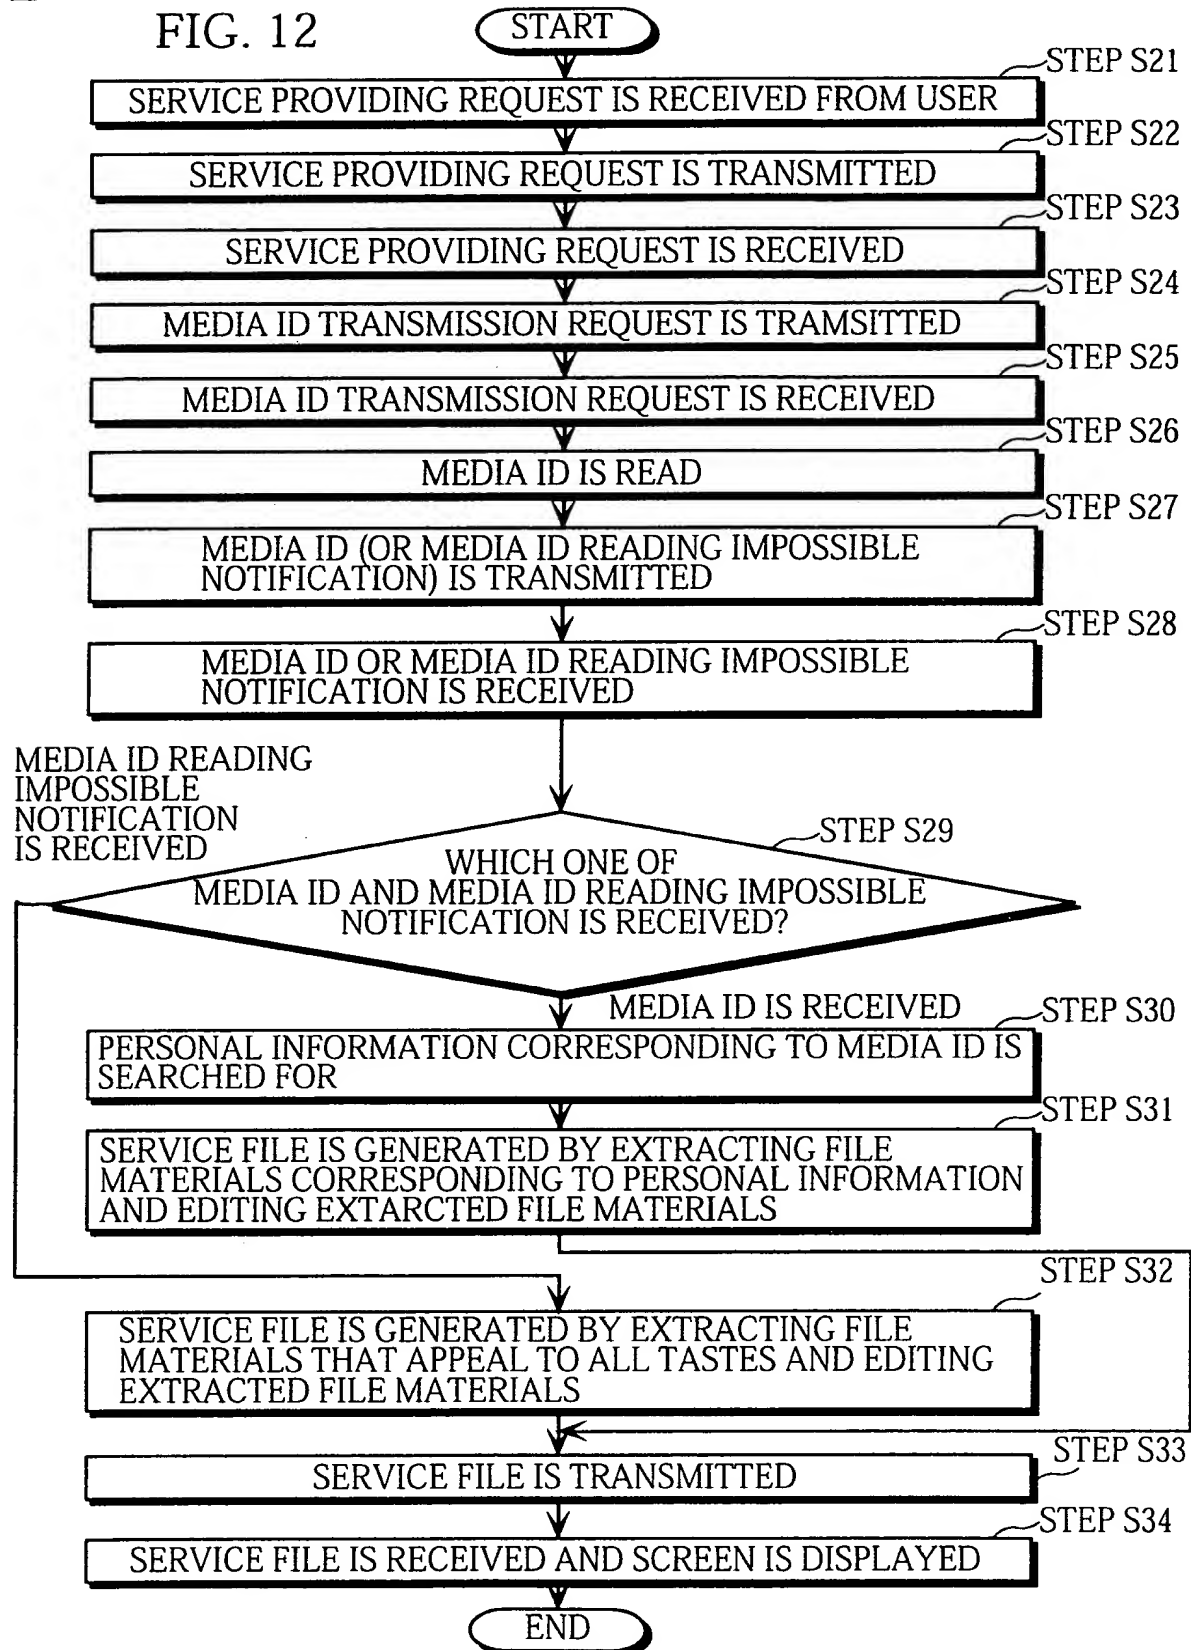 FIG. 12
START
STEP S21
SERVICE PROVIDING REQUEST IS RECEIVED FROM USER
STEP S22
SERVICE PROVIDING REQUEST IS TRANSMITTED
STEP S23
SERVICE PROVIDING REQUEST IS RECEIVED
STEP S24
MEDIA ID TRANSMISSION REQUEST IS TRAMSITTED
STEP S25
MEDIA ID TRANSMISSION REQUEST IS RECEIVED
STEP S26
MEDIA ID IS READ
STEP S27
MEDIA ID (OR MEDIA ID READING IMPOSSIBLE
NOTIFICATION) IS TRANSMITTED
STEP S28
MEDIA ID OR MEDIA ID READING IMPOSSIBLE
NOTIFICATION IS RECEIVED
MEDIA ID READING
IMPOSSIBLE
NOTIFICATION
IS RECEIVED
STEP S29
WHICH ONE OF
MEDIA ID AND MEDIA ID READING IMPOSSIBLE
NOTIFICATION IS RECEIVED?
MEDIA ID IS RECEIVED
STEP S30
PERSONAL INFORMATION CORRESPONDING TO MEDIA ID IS
SEARCHED FOR
STEP S31
SERVICE FILE IS GENERATED BY EXTRACTING FILE
MATERIALS CORRESPONDING TO PERSONAL INFORMATION
AND EDITING EXTARCTED FILE MATERIALS
STEP S32
SERVICE FILE IS GENERATED BY EXTRACTING FILE
MATERIALS THAT APPEAL TO ALL TASTES AND EDITING
EXTRACTED FILE MATERIALS
STEP S33
SERVICE FILE IS TRANSMITTED
STEP S34
SERVICE FILE IS RECEIVED AND SCREEN IS DISPLAYED
END